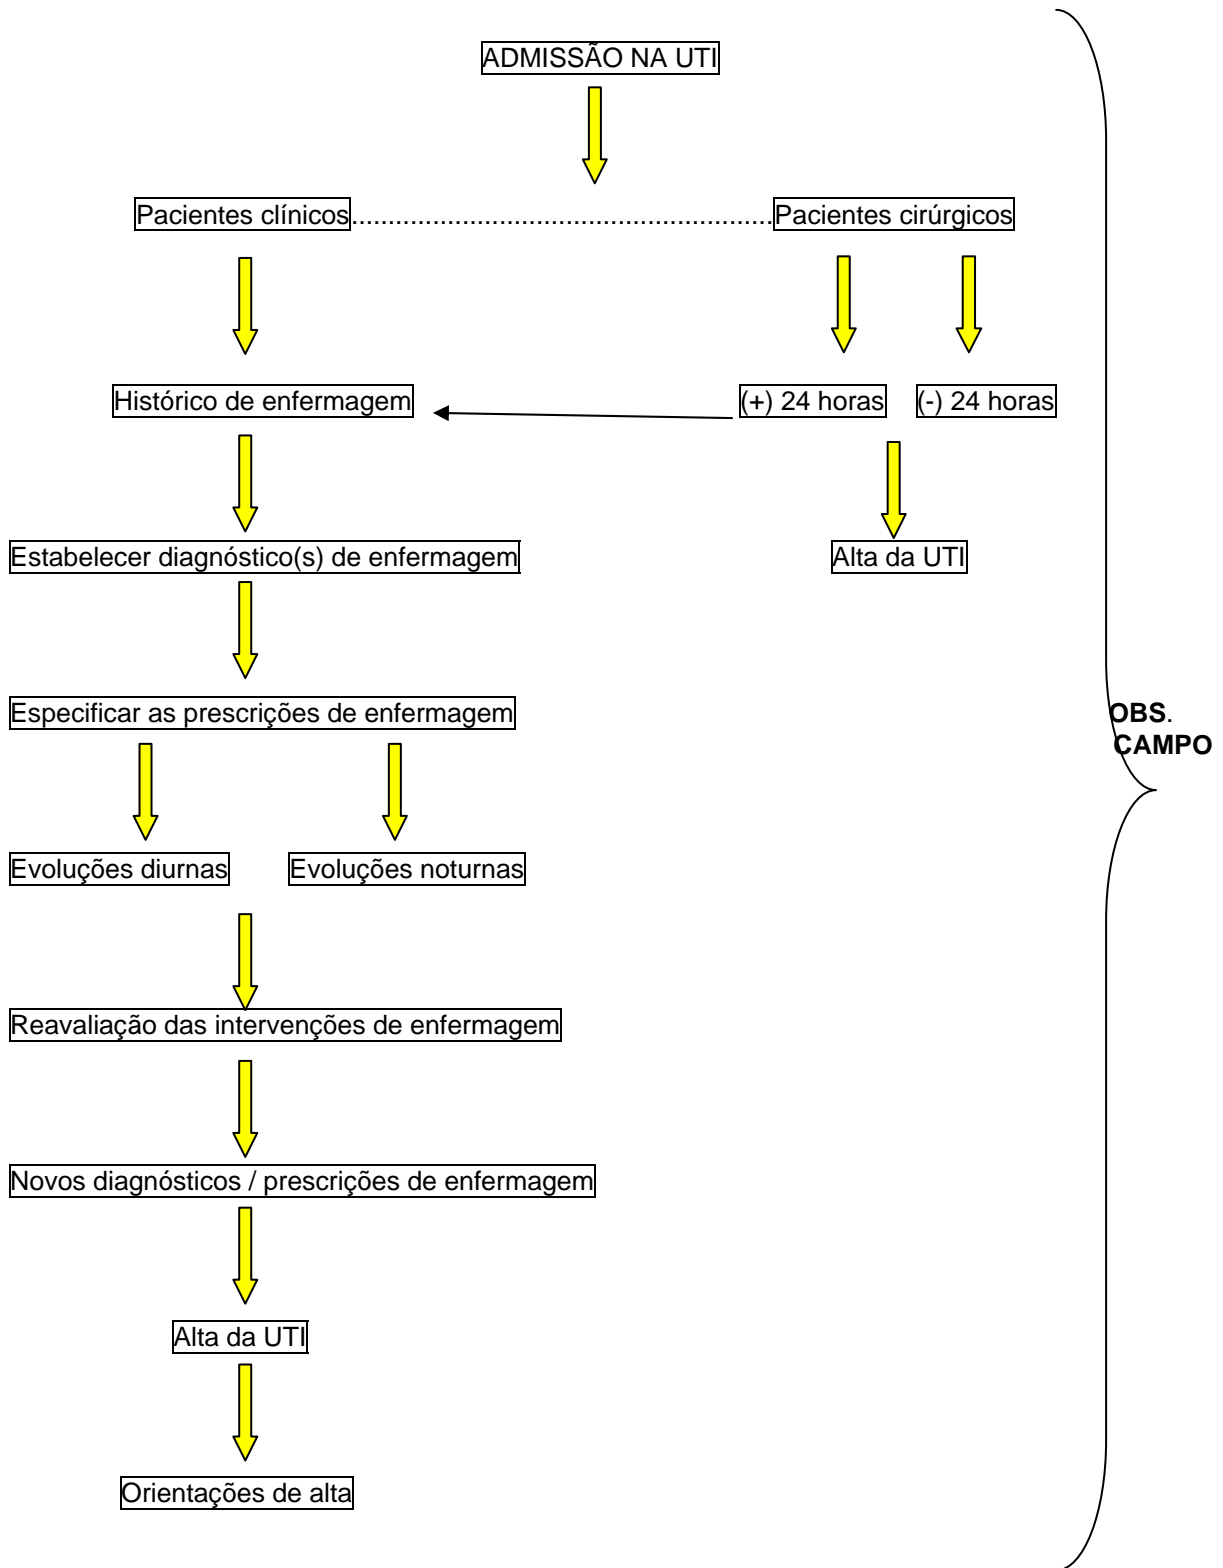 ADMISSÃO NA UTI
Pacientes clínicos.........................................................Pacientes cirúrgicos
Histórico de enfermagem
(+) 24 horas
(-) 24 horas
Estabelecer diagnóstico(s) de enfermagem
Alta da UTI
Especificar as prescrições de enfermagem
OBS.
CAMPO
Evoluções diurnas
Evoluções noturnas
Reavaliação das intervenções de enfermagem
Novos diagnósticos / prescrições de enfermagem
Alta da UTI
Orientações de alta